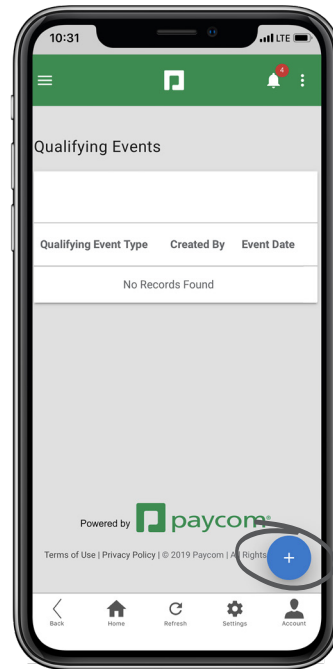 10:31
LTE
4
Qualifying Events
Qualifying Event Type Created By Event Date
No Records Found
Powered by paycom®
Terms of Use | Privacy Policy | © 2019 Paycom | All Rights
+
Back Home Refresh Settings Account